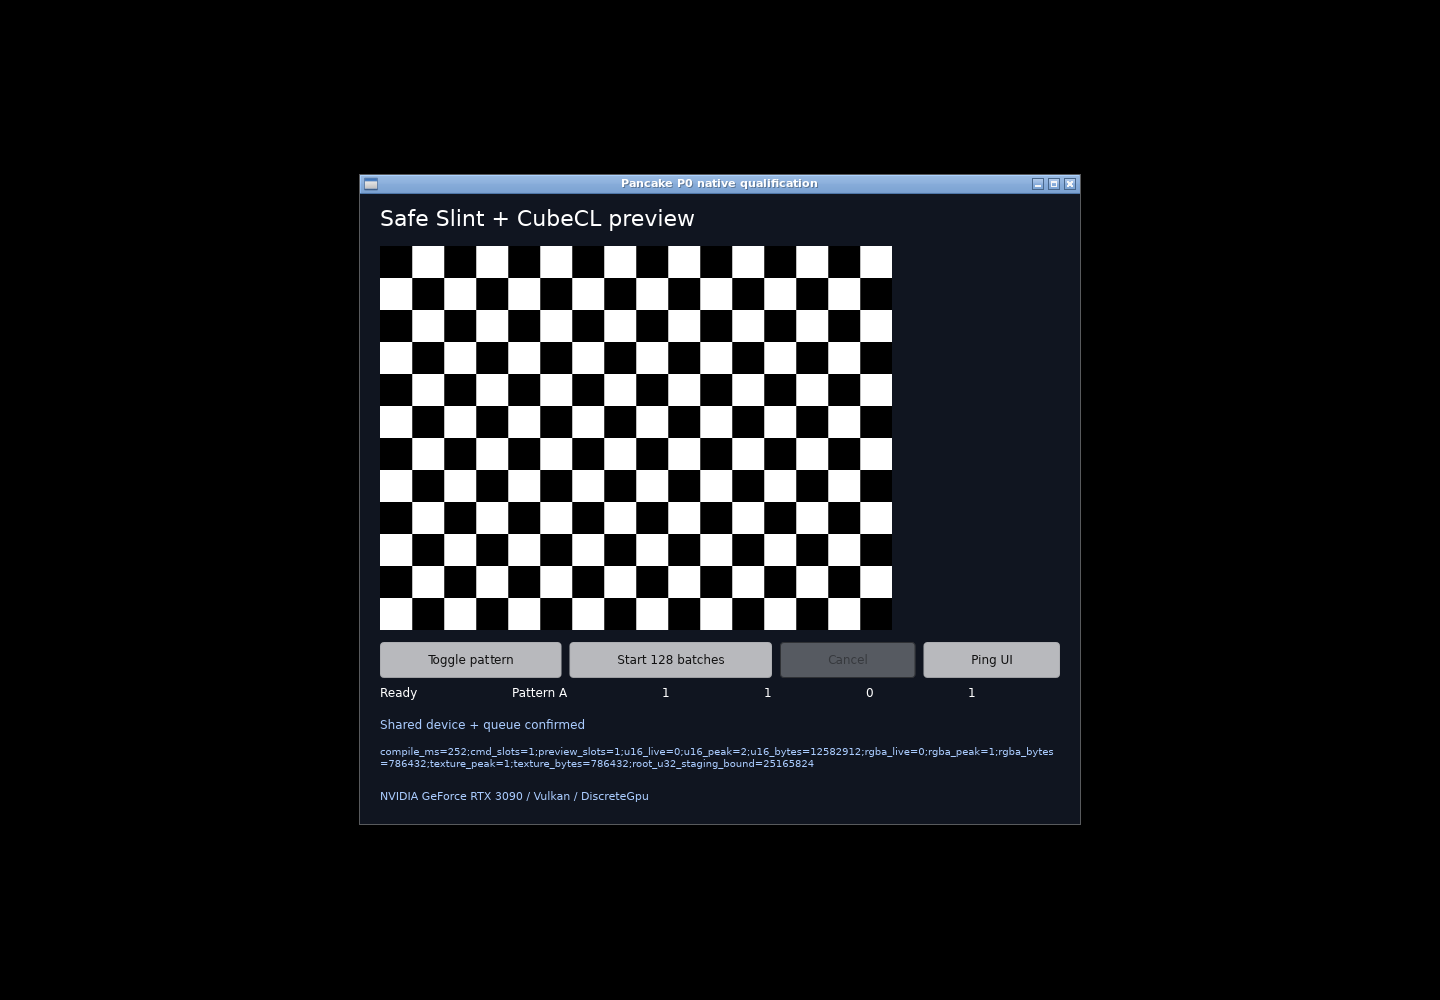 Pancake P0 native qualification
Safe Slint + CubeCL preview
Toggle pattern Start 128 batches Cancel Ping UI
Ready Pattern A 1 1 0 1
Shared device + queue confirmed
compile_ms=252;cmd_slots=1;preview_slots=1;u16_live=0;u16_peak=2;u16_bytes=12582912;rgba_live=0;rgba_peak=1;rgba_bytes
=786432;texture_peak=1;texture_bytes=786432;root_u32_staging_bound=25165824
NVIDIA GeForce RTX 3090 / Vulkan / DiscreteGpu